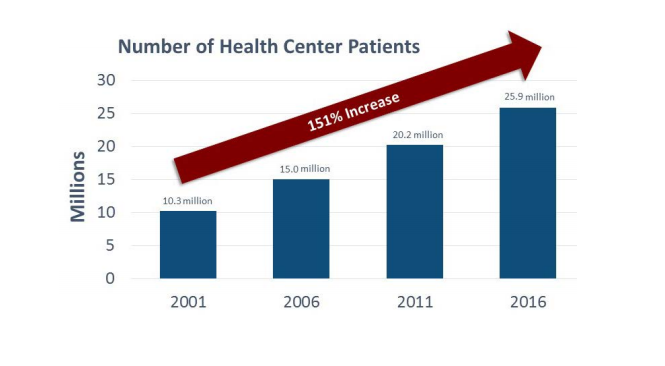 Number of Health Center Patients
151% Increase
Millions
30
25
20
15
10
5
0
10.3 million
15.0 million
20.2 million
25.9 million
2001
2006
2011
2016